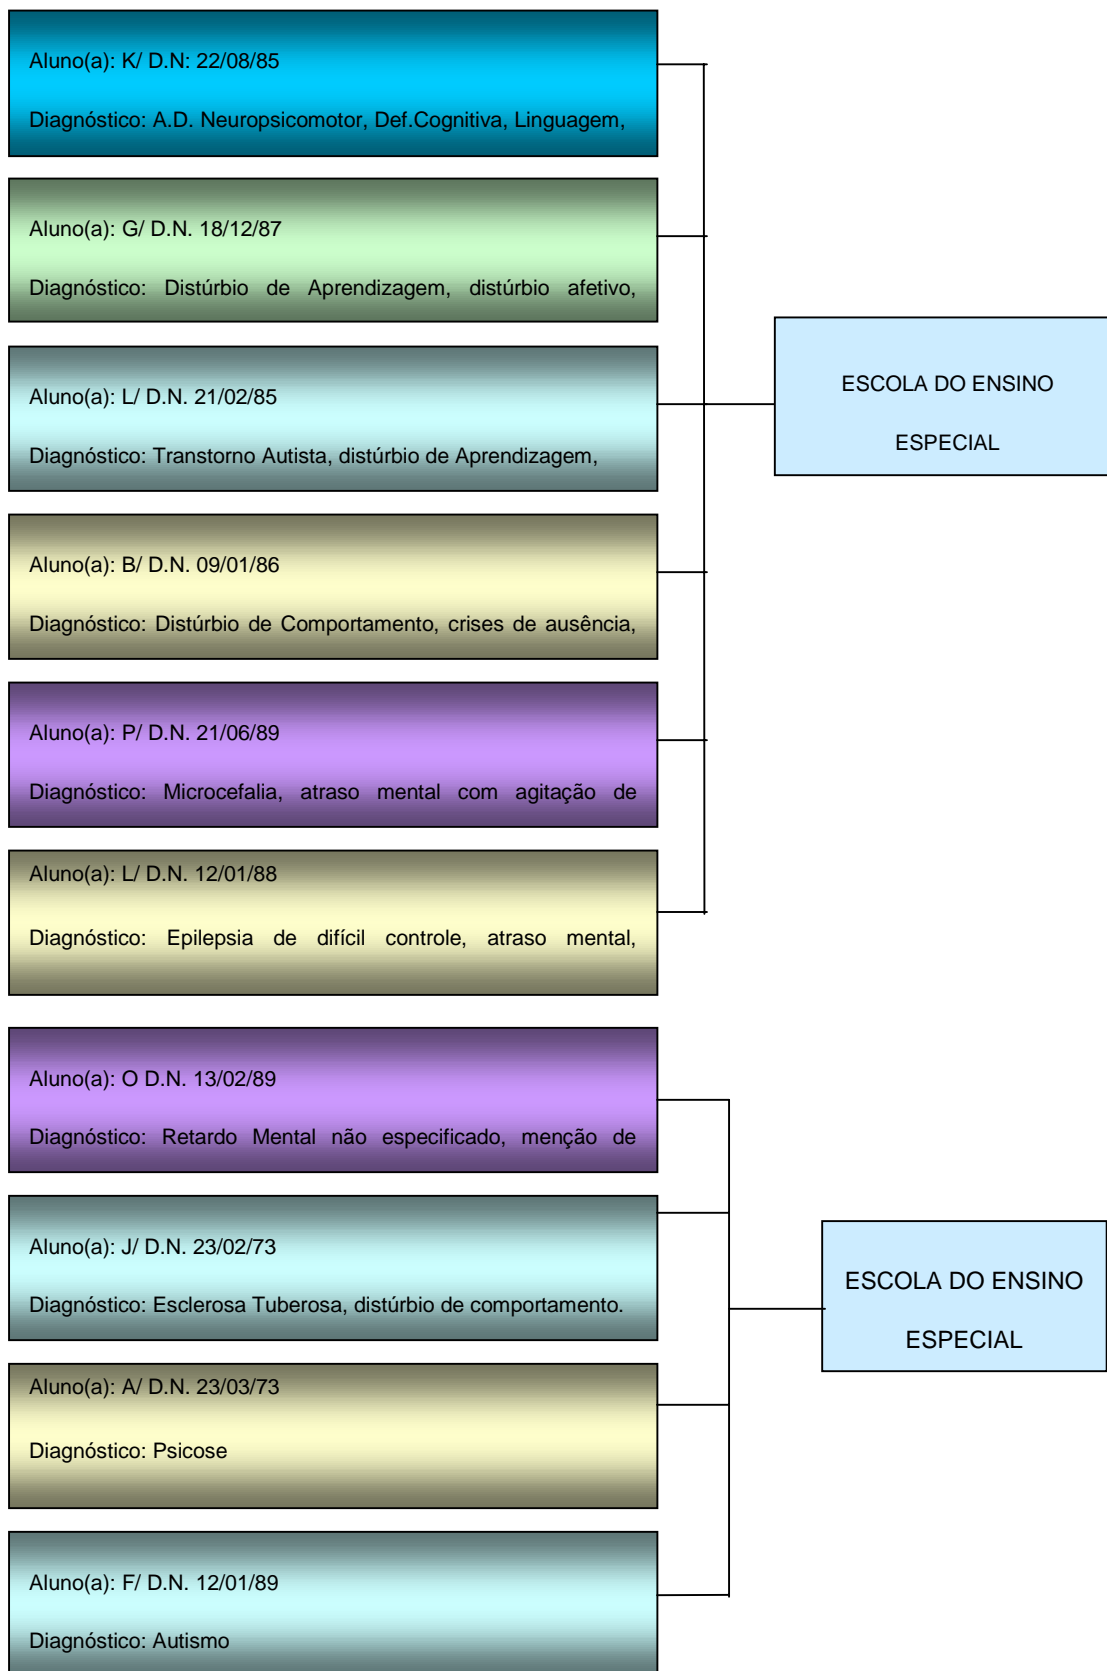 Aluno(a): K/ D.N: 22/08/85
Diagnóstico: A.D. Neuropsicomotor, Def.Cognitiva, Linguagem,
Aluno(a): G/ D.N. 18/12/87
Diagnóstico: Distúrbio de Aprendizagem, distúrbio afetivo,
Aluno(a): L/ D.N. 21/02/85
Diagnóstico: Transtorno Autista, distúrbio de Aprendizagem,
Aluno(a): B/ D.N. 09/01/86
Diagnóstico: Distúrbio de Comportamento, crises de ausência,
Aluno(a): P/ D.N. 21/06/89
Diagnóstico: Microcefalia, atraso mental com agitação de
Aluno(a): L/ D.N. 12/01/88
Diagnóstico: Epilepsia de difícil controle, atraso mental,
ESCOLA DO ENSINO
ESPECIAL
Aluno(a): O D.N. 13/02/89
Diagnóstico: Retardo Mental não especificado, menção de
Aluno(a): J/ D.N. 23/02/73
Diagnóstico: Esclerosa Tuberosa, distúrbio de comportamento.
Aluno(a): A/ D.N. 23/03/73
Diagnóstico: Psicose
Aluno(a): F/ D.N. 12/01/89
Diagnóstico: Autismo
ESCOLA DO ENSINO
ESPECIAL